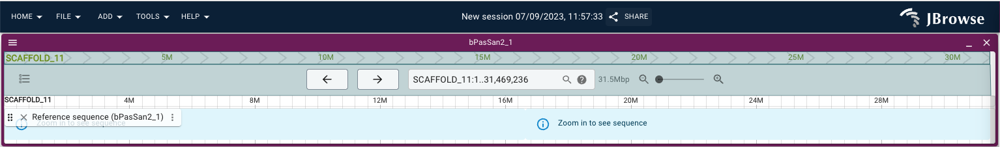 HOME FILE ADD TOOLS HELP New session 07/09/2023, 11:57:33 SHARE JBrowse
bPasSan2_1
SCAFFOLD_11 5M 10M 15M 20M 25M 30M
SCAFFOLD_11:1..31,469,236 31.5Mbp
SCAFFOLD_11 4M 8M 12M 16M 20M 24M 28M
Reference sequence (bPasSan2_1)
Zoom in to see sequence Zoom in to see sequence